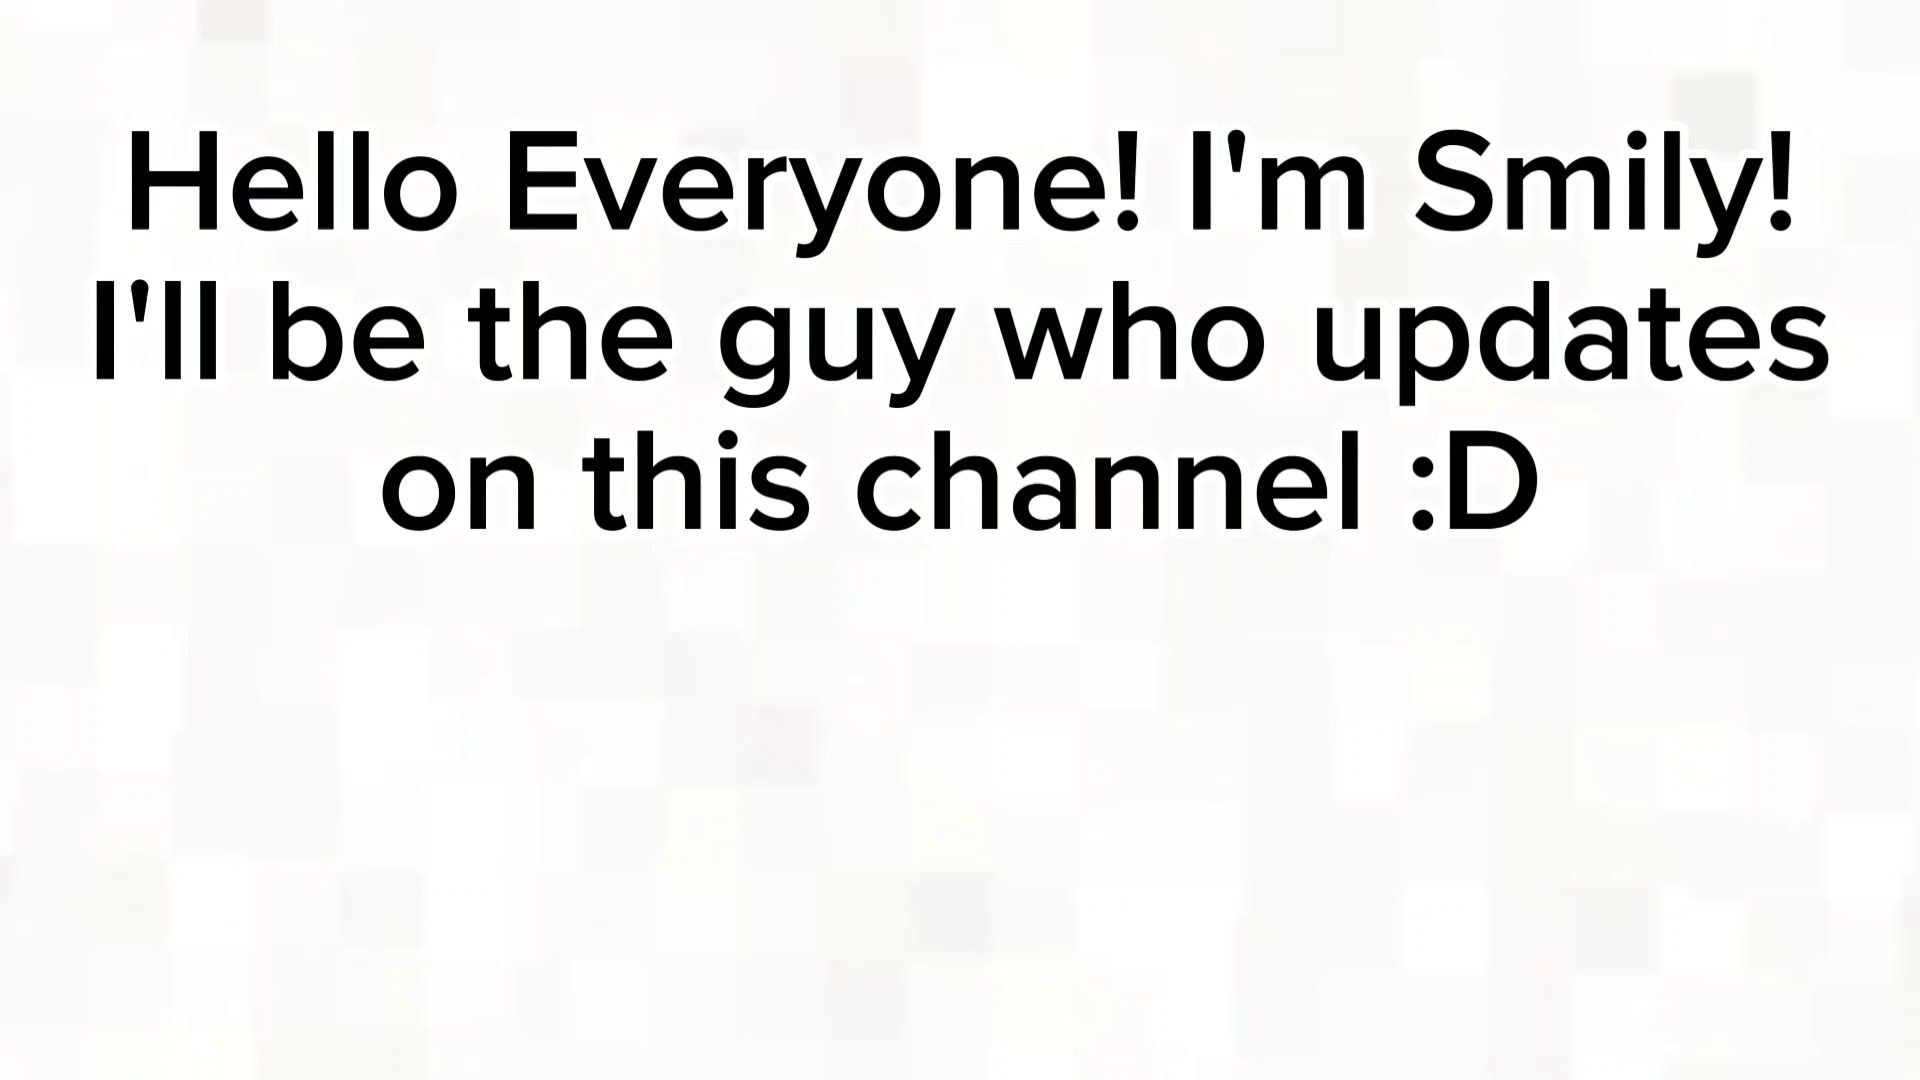 Hello Everyone! I'm Smily!
I'll be the guy who updates
on this channel :D